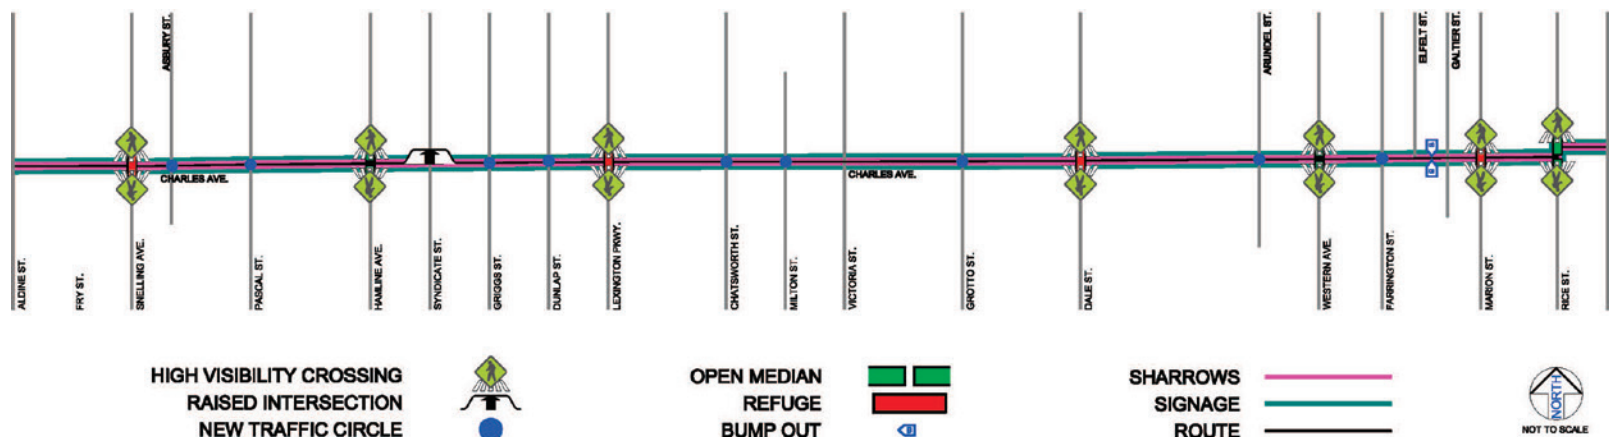 ASBURY ST.
ARUNDEL ST.
ELFELT ST.
GALTIER ST.
CHARLES AVE.
CHARLES AVE.
ALDINE ST.
FRY ST.
SNELLING AVE.
PASCAL ST.
HAMLINE AVE.
SYNDICATE ST.
GRIGGS ST.
DUNLAP ST.
LEXINGTON PKWY.
CHATSWORTH ST.
MILTON ST.
VICTORIA ST.
GROTTO ST.
DALE ST.
WESTERN AVE.
FARRINGTON ST.
MARION ST.
RICE ST.
HIGH VISIBILITY CROSSING
RAISED INTERSECTION
NEW TRAFFIC CIRCLE
OPEN MEDIAN
REFUGE
BUMP OUT
SHARROWS
SIGNAGE
ROUTE
NORTH
NOT TO SCALE